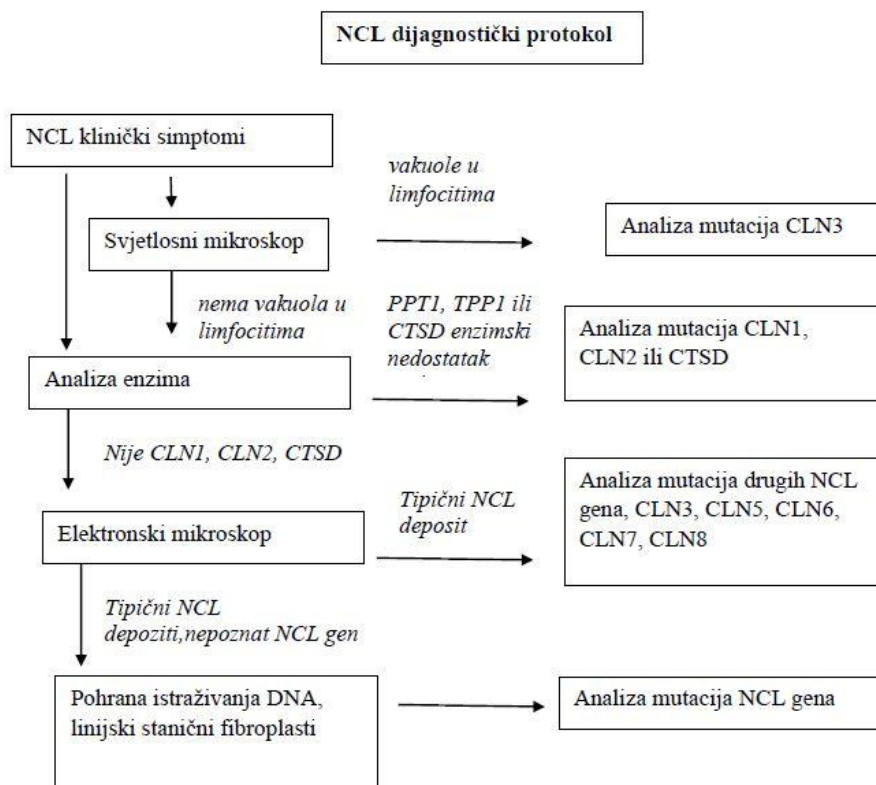 NCL dijagnostički protokol
NCL klinički simptomi
vakuole u
limfocitima
Svjetlosni mikroskop
Analiza mutacija CLN3
nema vakuola u
limfocitima
PPT1, TPP1 ili
CTSD enzimski
nedostatak
Analiza mutacija CLN1,
CLN2 ili CTSD
Analiza enzima
Nije CLN1, CLN2, CTSD
Analiza mutacija drugih NCL
gena, CLN3, CLN5, CLN6,
CLN7, CLN8
Tipični NCL
deposit
Elektronski mikroskop
Tipični NCL
depoziti,nepoznat NCL gen
Pohrana istraživanja DNA,
linijski stanični fibroplasti
Analiza mutacija NCL gena